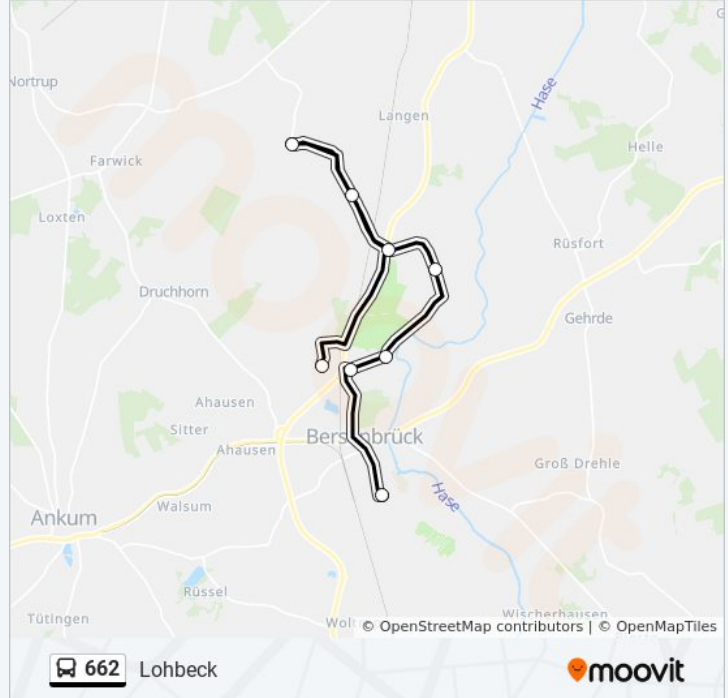 Nortrup
Langen
Hase
Farwick
Helle
Loxten
Rüsfort
Druchhorn
Gehrde
Ahausen
Sitter
Bersenbrück
Ahausen
Groß Drehle
Hase
Walsum
Ankum
Rüssel
Wischerhausen
Tütingen
© OpenStreetMap contributors | © OpenMapTiles
662 Lohbeck
moovit